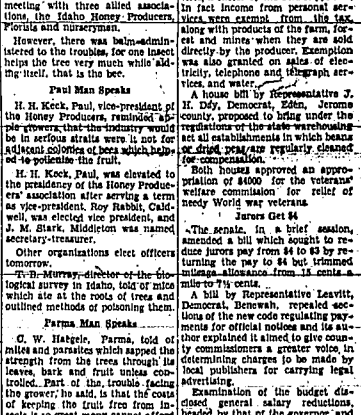 meeting with three allied associa-
tions, the Idaho Honey Producers,
Florists and nurserymen.
However, there was balm admin-
istered to the troubles, for one insect
helps the tree very much while aid-
ing itself, that is the bee.
Paul Man Speaks
H. H. Keck, Paul, vice-president of
the Honey Producers, reminded ap-
ple growers that the industry would
be in serious straits were it not for
adjacent colonies of bees which help-
ed to pollenize the fruit.
H. H. Keck, Paul, was elevated to
the presidency of the Honey Produc-
ers' association after serving a term
as vice-president. Roy Rabbit, Cald-
well, was elected vice president, and
J. M. Stark, Middleton was named
secretary-treasurer.
Other organizations elect officers
tomorrow.
T. B. Murray, director of the bio-
logical survey in Idaho, told of mice
which ate at the roots of trees and
outlined methods of poisoning them.
Parma Man Speaks
C. W. Haegele, Parma, told of
mites and parasites which sapped the
strength from the trees through its
leaves, bark and fruit unless con-
trolled. Part of the trouble facing
the grower, he said, is that the costs
of keeping the fruit free from in-
In fact income from personal ser-
vices were exempt from the tax,
along with products of the farm, for-
est and mines when they are sold
directly by the producer. Exemption
was also granted on sales of elec-
tricity, telephone and telegraph ser-
vices, and water.
A house bill by Representative J.
H. Day, Democrat, Eden, Jerome
county, proposed to bring under the
regulations of the state warehousing
act all establishments in which beans
or dried peas are regularly cleaned
for compensation.
Both houses approved an appro-
priation of $4000 for the veterans'
welfare commission for relief of
needy World war veterans.
Jurors Get $4
The senate, in a brief session,
amended a bill which sought to re-
duce jurors pay from $4 to $3 by re-
turning the pay to $4 but trimmed
mileage allowance from 15 cents a
mile to 7½ cents.
A bill by Representative Leavitt,
Democrat, Benewah, repealed sec-
tions of the new code regulating pay-
ments for official notices and its au-
thor explained it aimed to give coun-
ty commissioners a greater voice in
determining charges to be made by
local publishers for carrying legal
advertising.
Examination of the budget dis-
closed general salary reductions,
headed by that of the governor